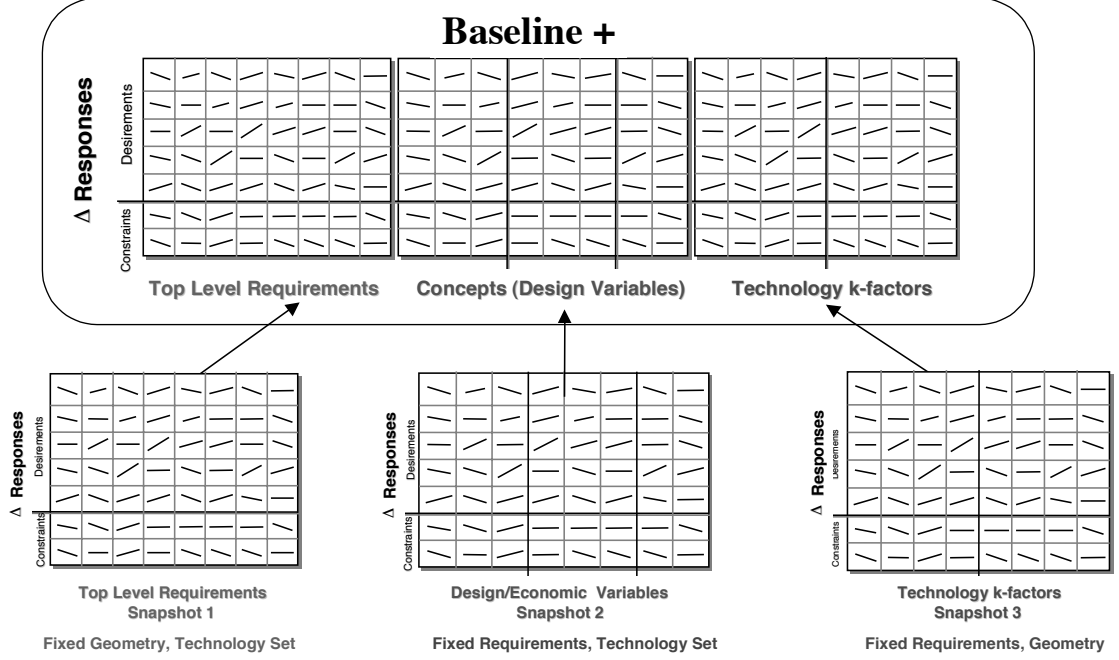 Baseline +
Δ Responses
Desirements
Constraints
Top Level Requirements
Concepts (Design Variables)
Technology k-factors
Δ Responses
Desirements
Constraints
Top Level Requirements
Snapshot 1
Fixed Geometry, Technology Set
Δ Responses
Desirements
Constraints
Design/Economic Variables
Snapshot 2
Fixed Requirements, Technology Set
Δ Responses
Desirements
Constraints
Technology k-factors
Snapshot 3
Fixed Requirements, Geometry